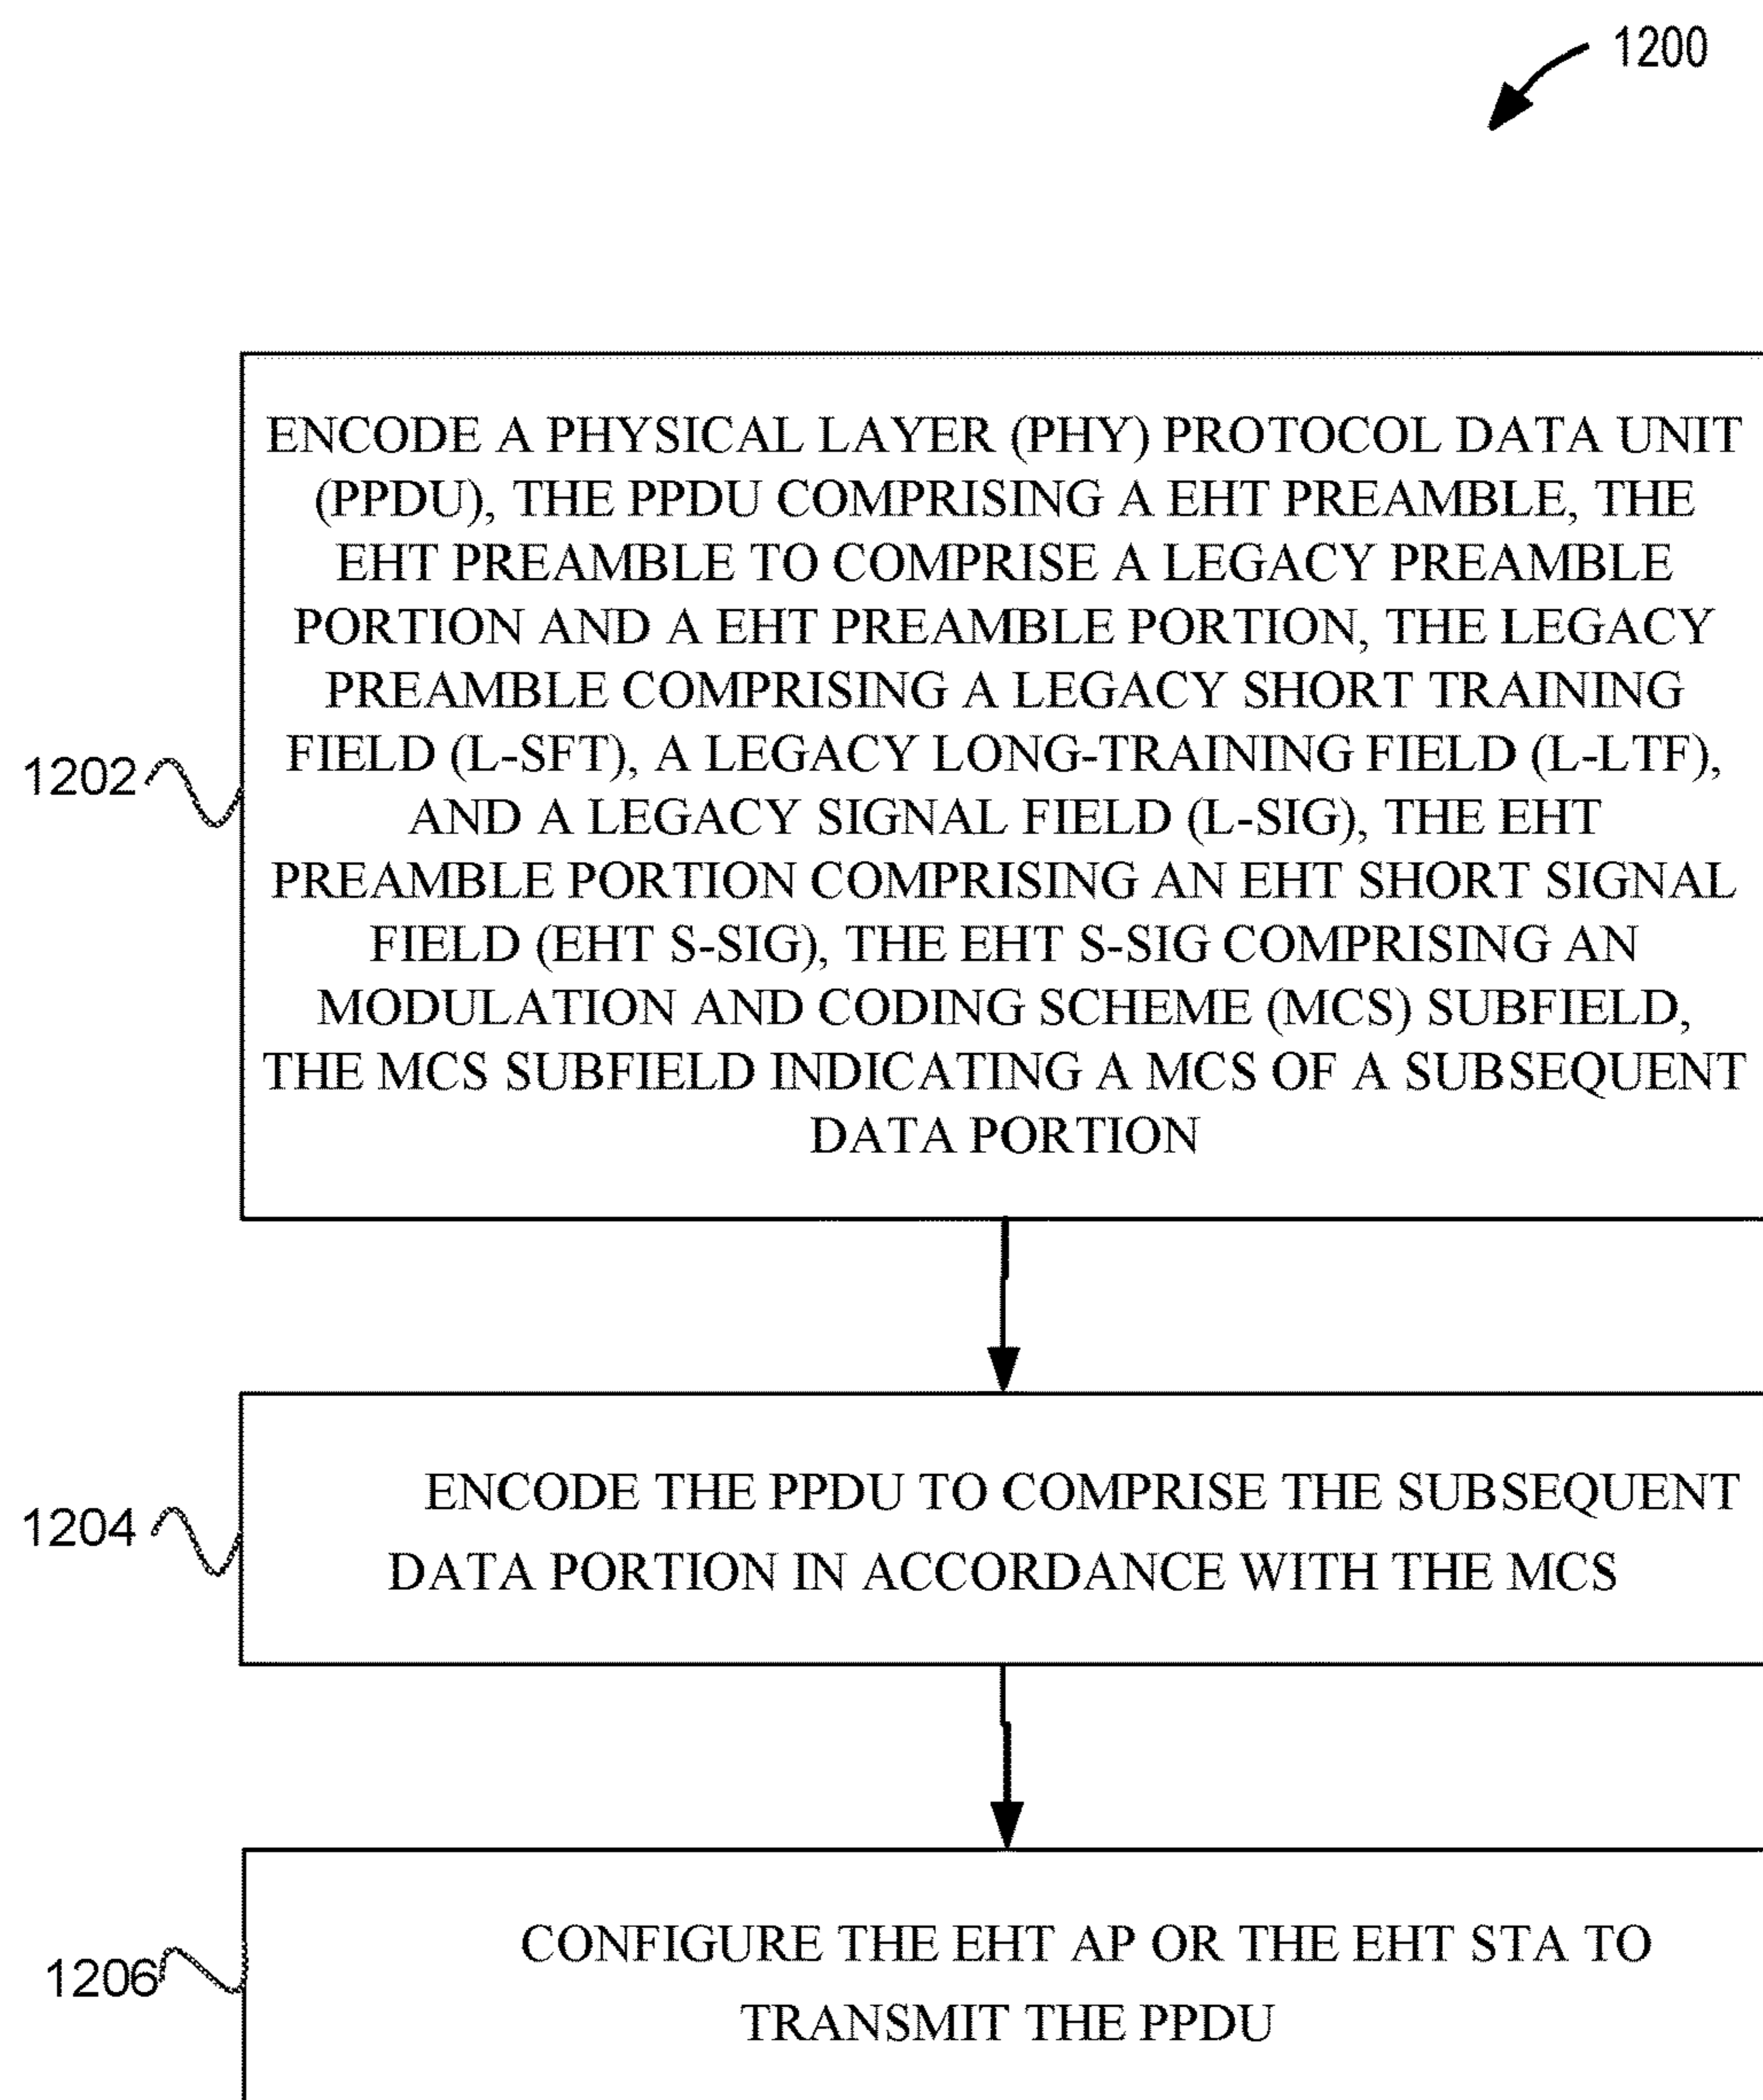 1200
ENCODE A PHYSICAL LAYER (PHY) PROTOCOL DATA UNIT
(PPDU), THE PPDU COMPRISING A EHT PREAMBLE, THE
EHT PREAMBLE TO COMPRISE A LEGACY PREAMBLE
PORTION AND A EHT PREAMBLE PORTION, THE LEGACY
PREAMBLE COMPRISING A LEGACY SHORT TRAINING
FIELD (L-SFT), A LEGACY LONG-TRAINING FIELD (L-LTF),
AND A LEGACY SIGNAL FIELD (L-SIG), THE EHT
PREAMBLE PORTION COMPRISING AN EHT SHORT SIGNAL
FIELD (EHT S-SIG), THE EHT S-SIG COMPRISING AN
MODULATION AND CODING SCHEME (MCS) SUBFIELD,
THE MCS SUBFIELD INDICATING A MCS OF A SUBSEQUENT
DATA PORTION
1202
ENCODE THE PPDU TO COMPRISE THE SUBSEQUENT
DATA PORTION IN ACCORDANCE WITH THE MCS
1204
CONFIGURE THE EHT AP OR THE EHT STA TO
TRANSMIT THE PPDU
1206